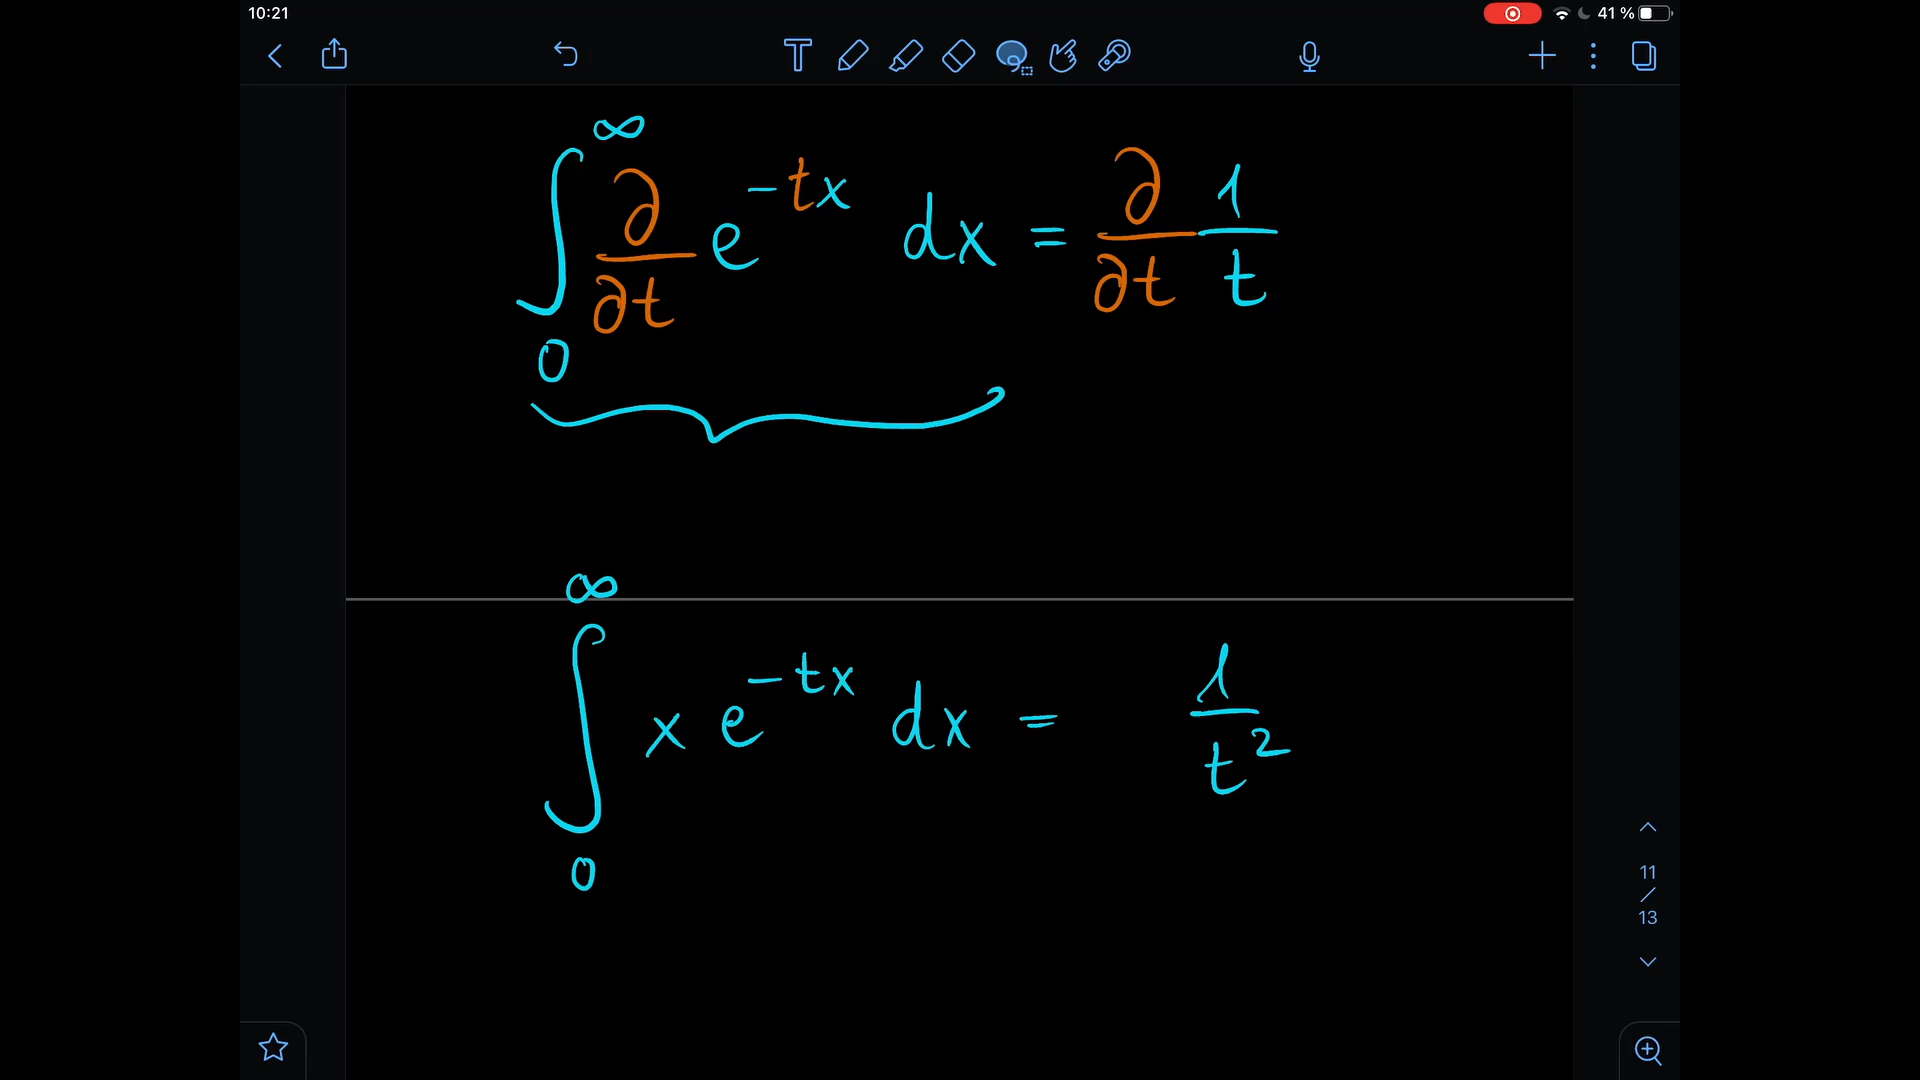 10:21
41 %
T
∫₀^∞ ∂/∂t e^{-tx} dx = ∂/∂t 1/t
∫₀^∞ x e^{-tx} dx = 1/t²
11
/
13